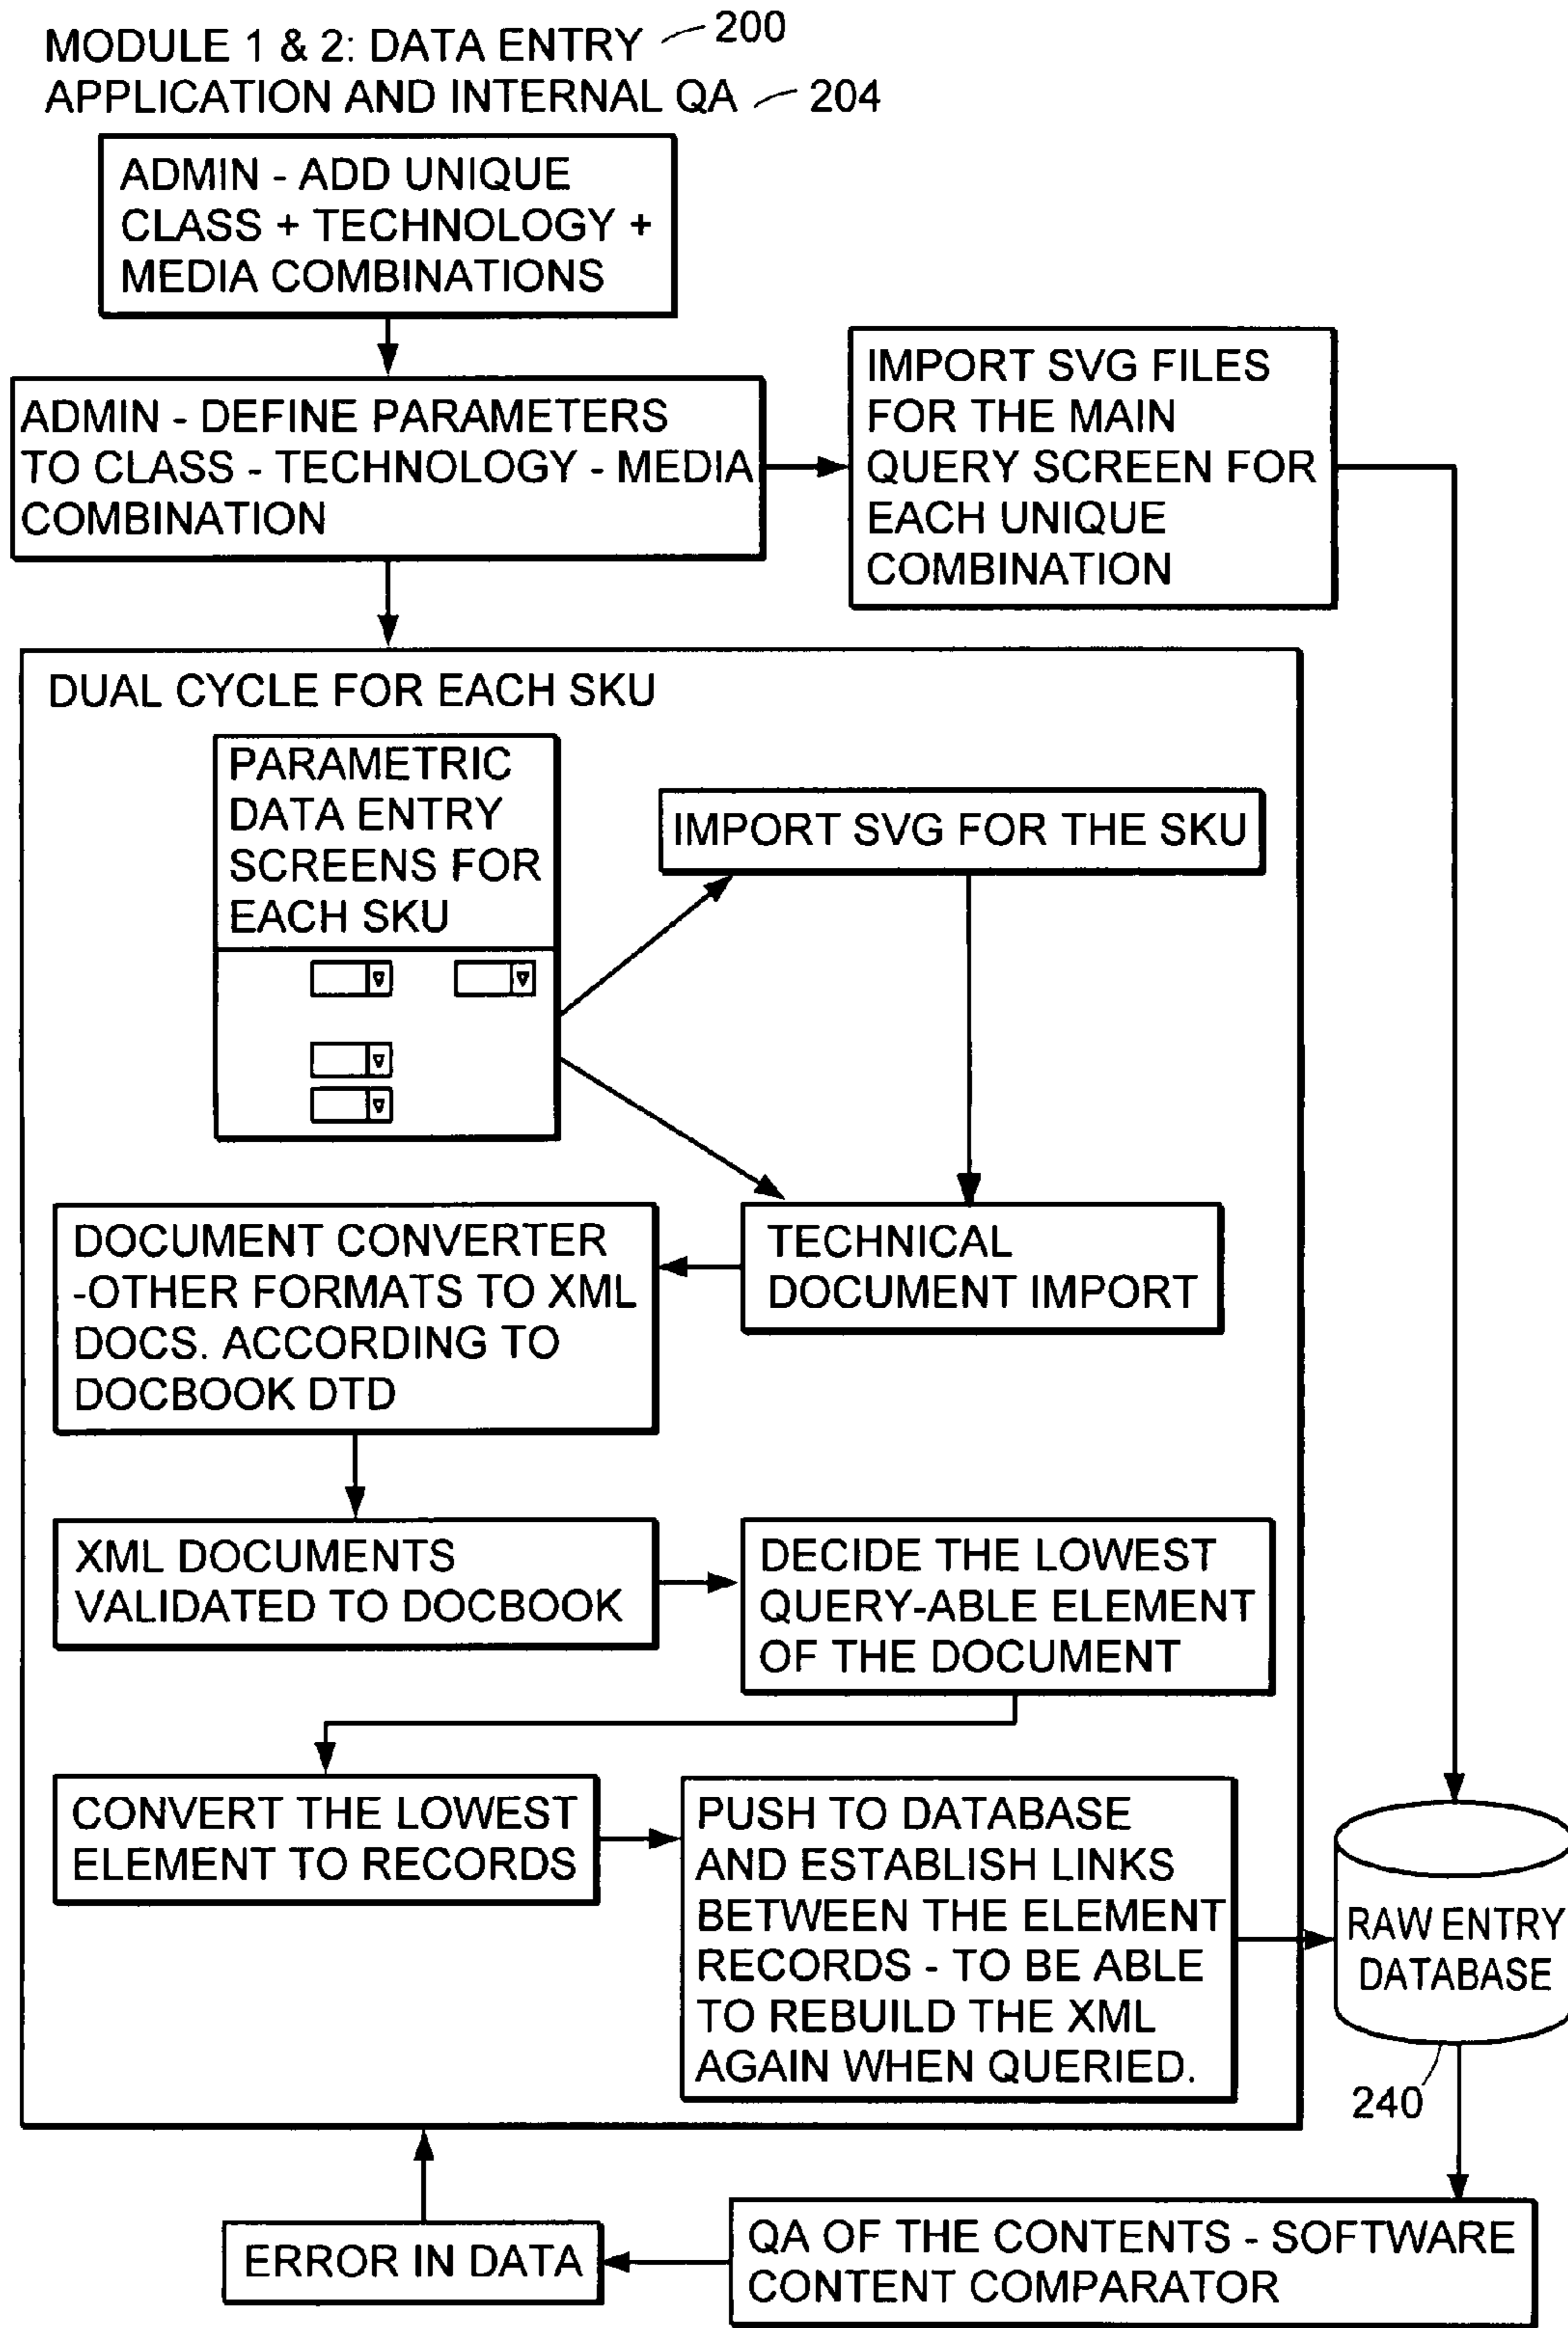 MODULE 1 & 2: DATA ENTRY 200
APPLICATION AND INTERNAL QA 204
ADMIN - ADD UNIQUE
CLASS + TECHNOLOGY +
MEDIA COMBINATIONS
ADMIN - DEFINE PARAMETERS
TO CLASS - TECHNOLOGY - MEDIA
COMBINATION
IMPORT SVG FILES
FOR THE MAIN
QUERY SCREEN FOR
EACH UNIQUE
COMBINATION
DUAL CYCLE FOR EACH SKU
PARAMETRIC
DATA ENTRY
SCREENS FOR
EACH SKU
IMPORT SVG FOR THE SKU
TECHNICAL
DOCUMENT IMPORT
DOCUMENT CONVERTER
-OTHER FORMATS TO XML
DOCS. ACCORDING TO
DOCBOOK DTD
XML DOCUMENTS
VALIDATED TO DOCBOOK
DECIDE THE LOWEST
QUERY-ABLE ELEMENT
OF THE DOCUMENT
CONVERT THE LOWEST
ELEMENT TO RECORDS
PUSH TO DATABASE
AND ESTABLISH LINKS
BETWEEN THE ELEMENT
RECORDS - TO BE ABLE
TO REBUILD THE XML
AGAIN WHEN QUERIED.
RAW ENTRY
DATABASE
240
QA OF THE CONTENTS - SOFTWARE
CONTENT COMPARATOR
ERROR IN DATA